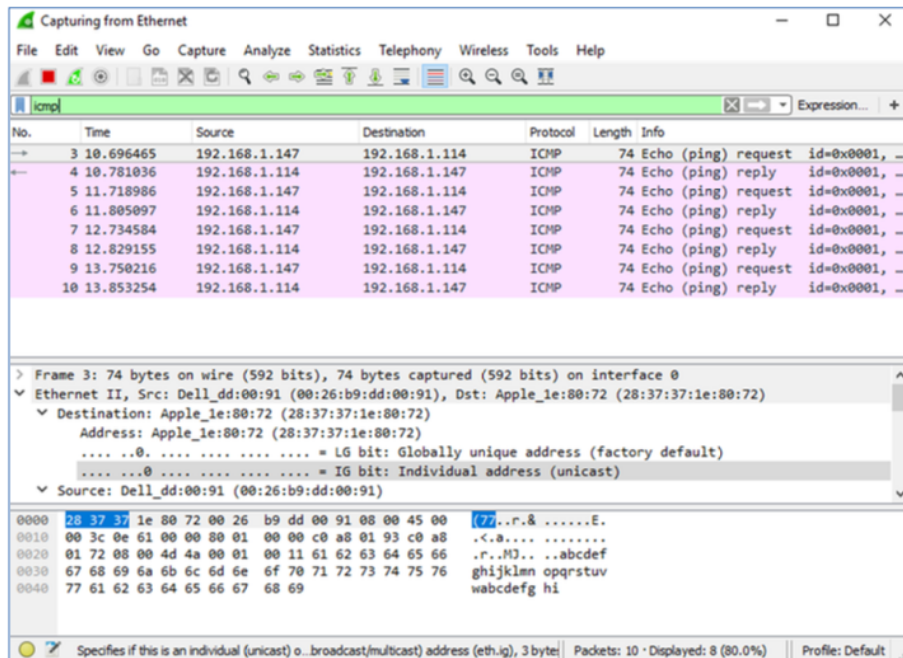 Capturing from Ethernet
File Edit View Go Capture Analyze Statistics Telephony Wireless Tools Help
icmp Expression... +
No. Time Source Destination Protocol Length Info
3 10.696465 192.168.1.147 192.168.1.114 ICMP 74 Echo (ping) request id=0x0001, …
4 10.781036 192.168.1.114 192.168.1.147 ICMP 74 Echo (ping) reply id=0x0001, …
5 11.718986 192.168.1.147 192.168.1.114 ICMP 74 Echo (ping) request id=0x0001, …
6 11.805097 192.168.1.114 192.168.1.147 ICMP 74 Echo (ping) reply id=0x0001, …
7 12.734584 192.168.1.147 192.168.1.114 ICMP 74 Echo (ping) request id=0x0001, …
8 12.829155 192.168.1.114 192.168.1.147 ICMP 74 Echo (ping) reply id=0x0001, …
9 13.750216 192.168.1.147 192.168.1.114 ICMP 74 Echo (ping) request id=0x0001, …
10 13.853254 192.168.1.114 192.168.1.147 ICMP 74 Echo (ping) reply id=0x0001, …
Frame 3: 74 bytes on wire (592 bits), 74 bytes captured (592 bits) on interface 0
Ethernet II, Src: Dell_dd:00:91 (00:26:b9:dd:00:91), Dst: Apple_1e:80:72 (28:37:37:1e:80:72)
Destination: Apple_1e:80:72 (28:37:37:1e:80:72)
Address: Apple_1e:80:72 (28:37:37:1e:80:72)
.... ..0. .... .... .... .... = LG bit: Globally unique address (factory default)
.... ...0 .... .... .... .... = IG bit: Individual address (unicast)
Source: Dell_dd:00:91 (00:26:b9:dd:00:91)
0000 28 37 37 1e 80 72 00 26 b9 dd 00 91 08 00 45 00 (77..r.& ......E.
0010 00 3c 0e 61 00 00 80 01 00 00 c0 a8 01 93 c0 a8 .<.a.... ........
0020 01 72 08 00 4d 4a 00 01 00 11 61 62 63 64 65 66 .r..MJ.. ..abcdef
0030 67 68 69 6a 6b 6c 6d 6e 6f 70 71 72 73 74 75 76 ghijklmn opqrstuv
0040 77 61 62 63 64 65 66 67 68 69 wabcdefg hi
Specifies if this is an individual (unicast) o...broadcast/multicast) address (eth.ig), 3 byte Packets: 10 · Displayed: 8 (80.0%) Profile: Default